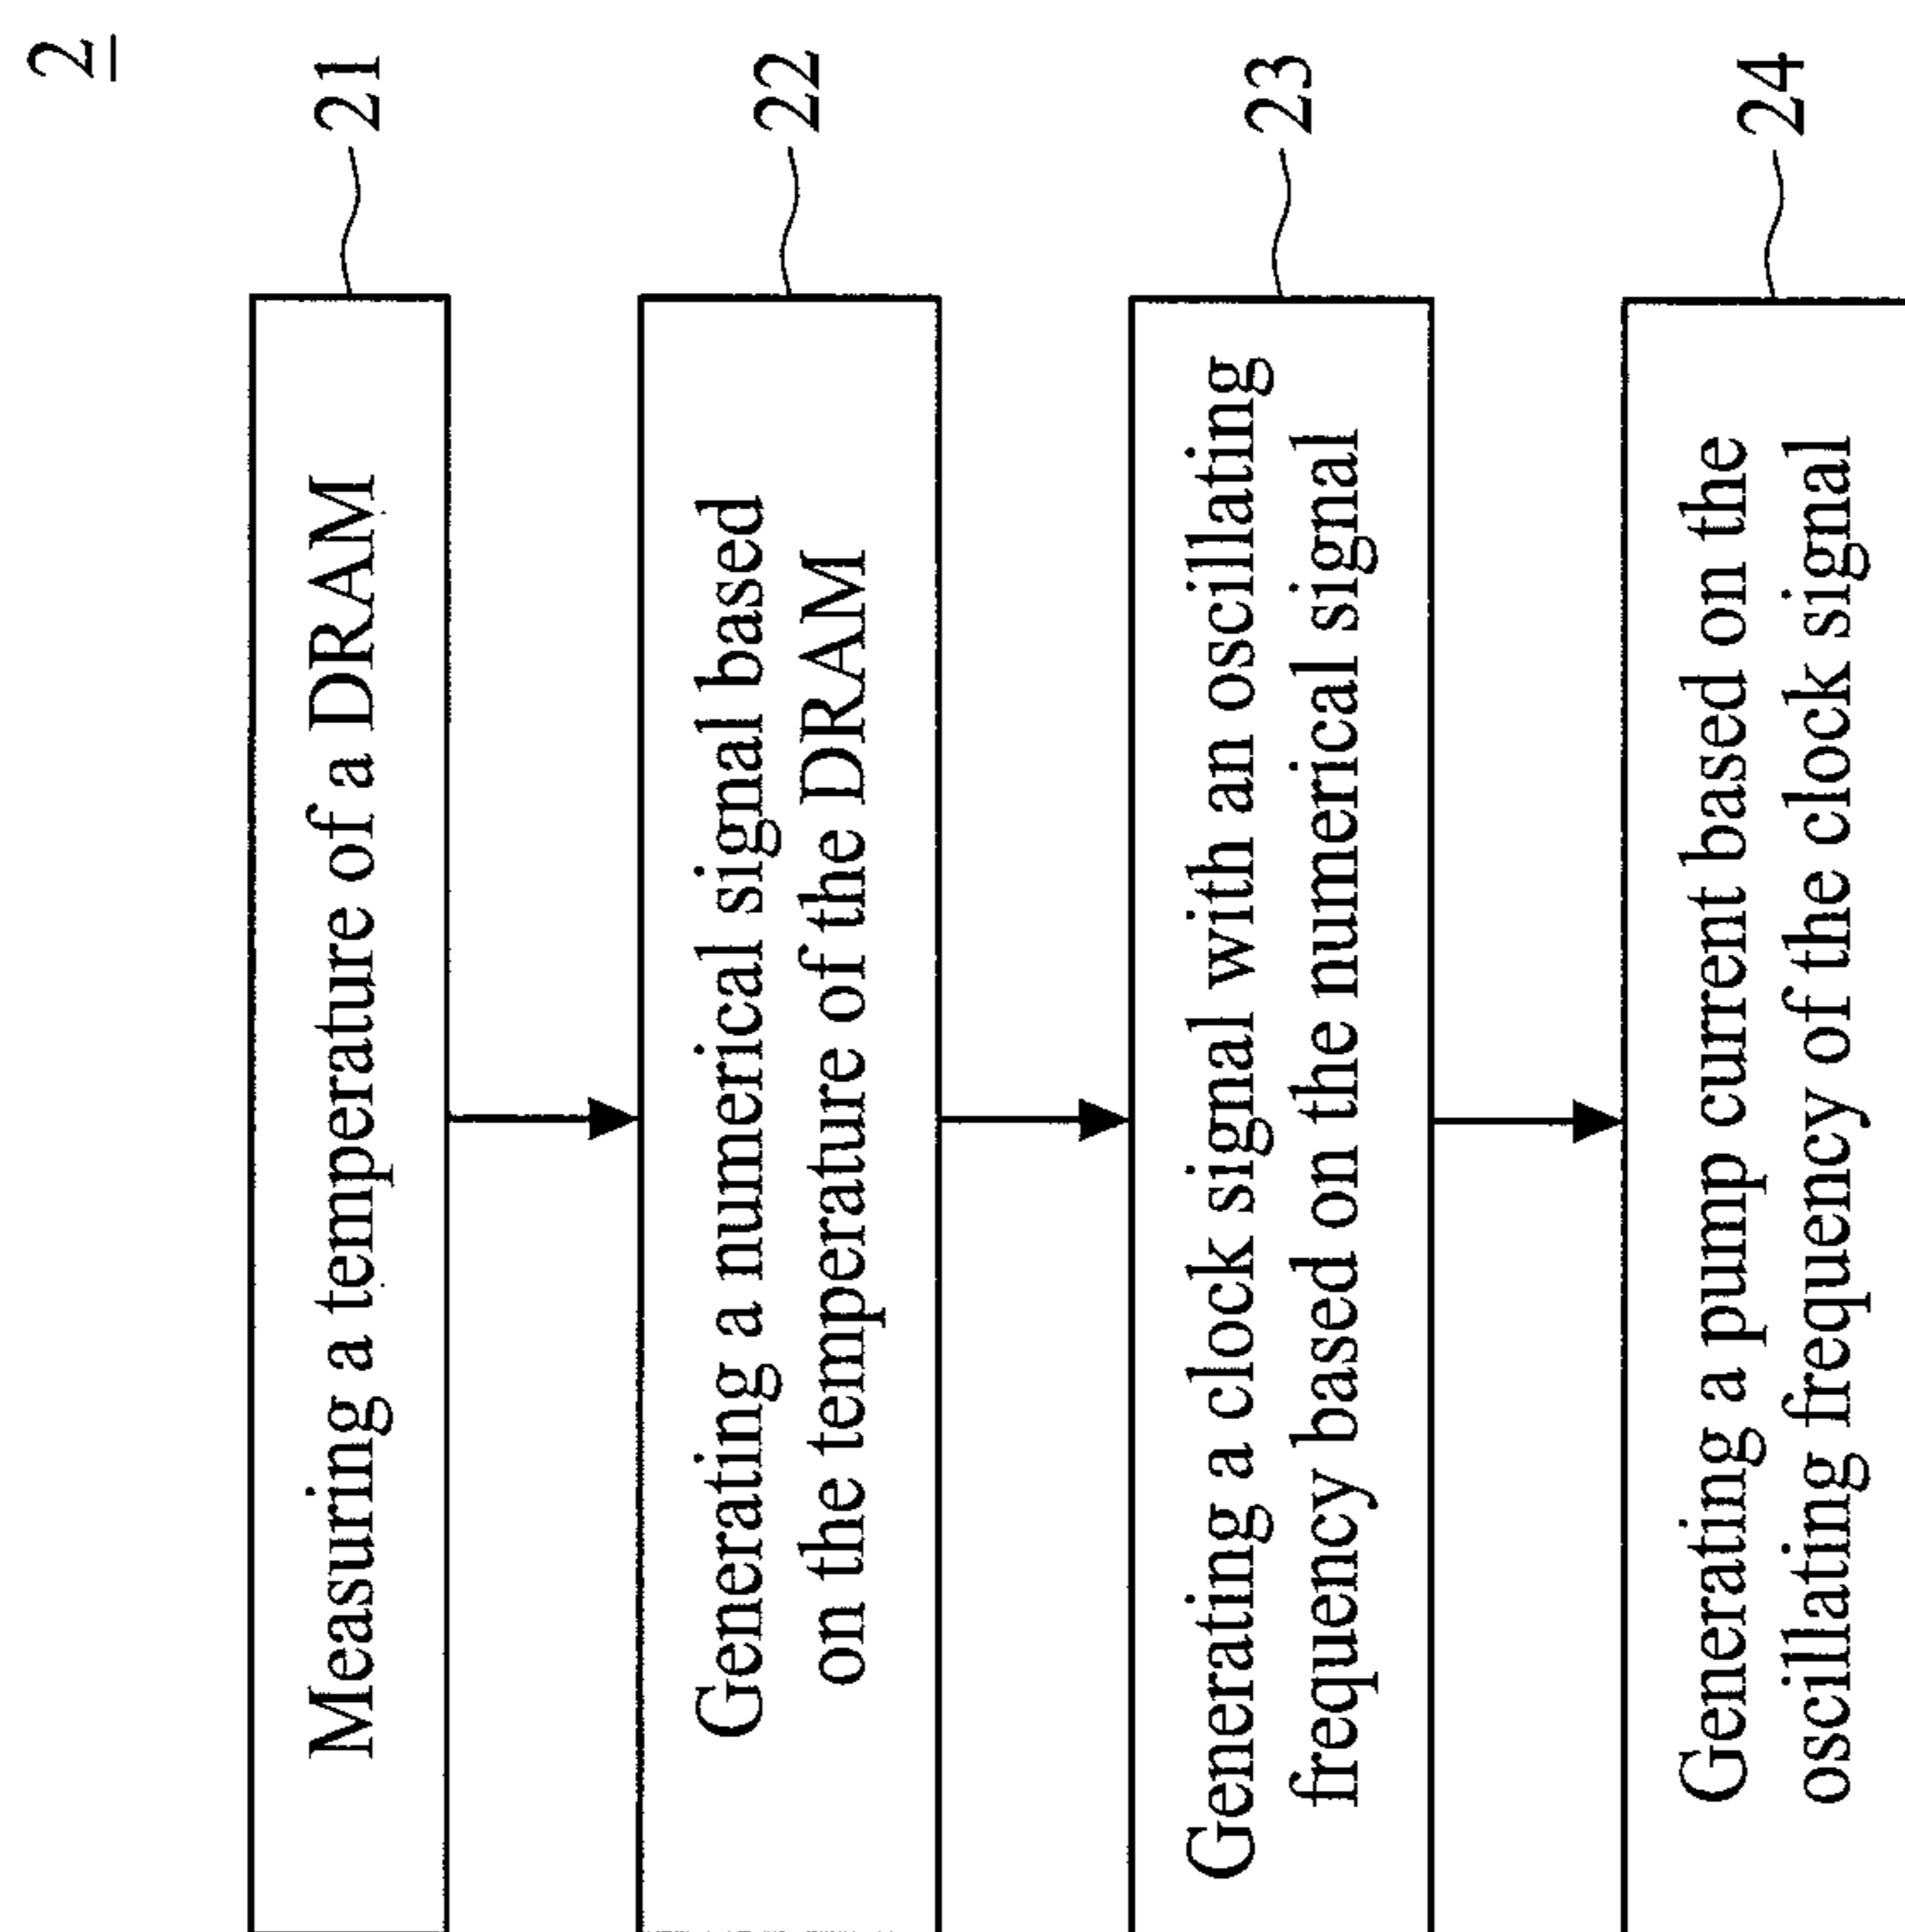 2
21
Measuring a temperature of a DRAM
22
Generating a numerical signal based
on the temperature of the DRAM
23
Generating a clock signal with an oscillating
frequency based on the numerical signal
24
Generating a pump current based on the
oscillating frequency of the clock signal